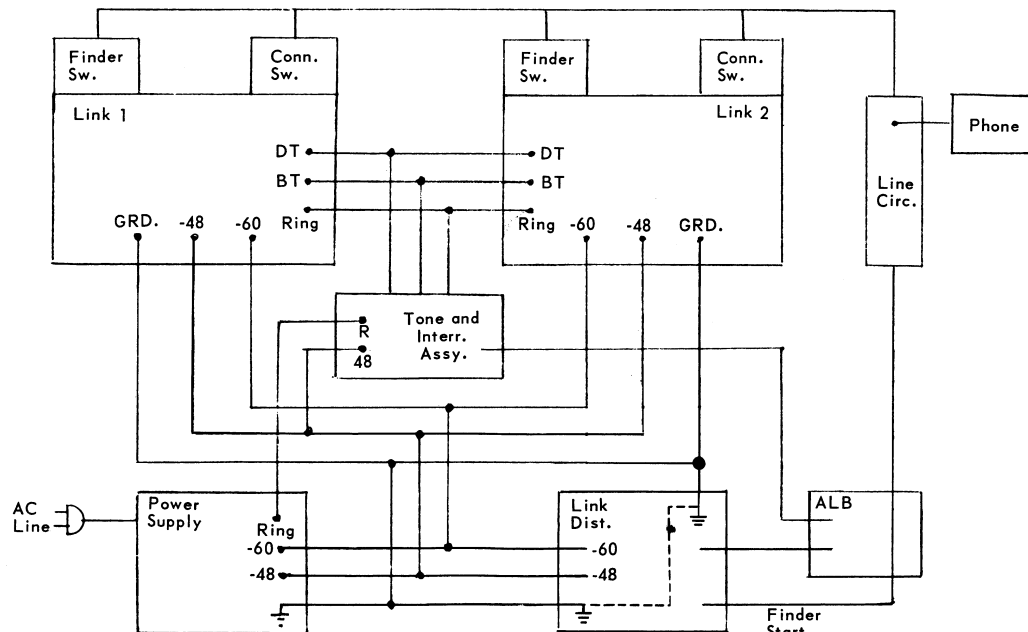 Finder
Sw.
Conn.
Sw.
Finder
Sw.
Conn.
Sw.
Link 1
Link 2
Phone
DT
DT
BT
BT
Line
Circ.
GRD.
-48
-60
Ring
Ring
-60
-48
GRD.
R
48
Tone and
Interr.
Assy.
AC
Line
Power
Supply
Ring
-60
-48
Link
Dist.
-60
-48
ALB
Finder
Start